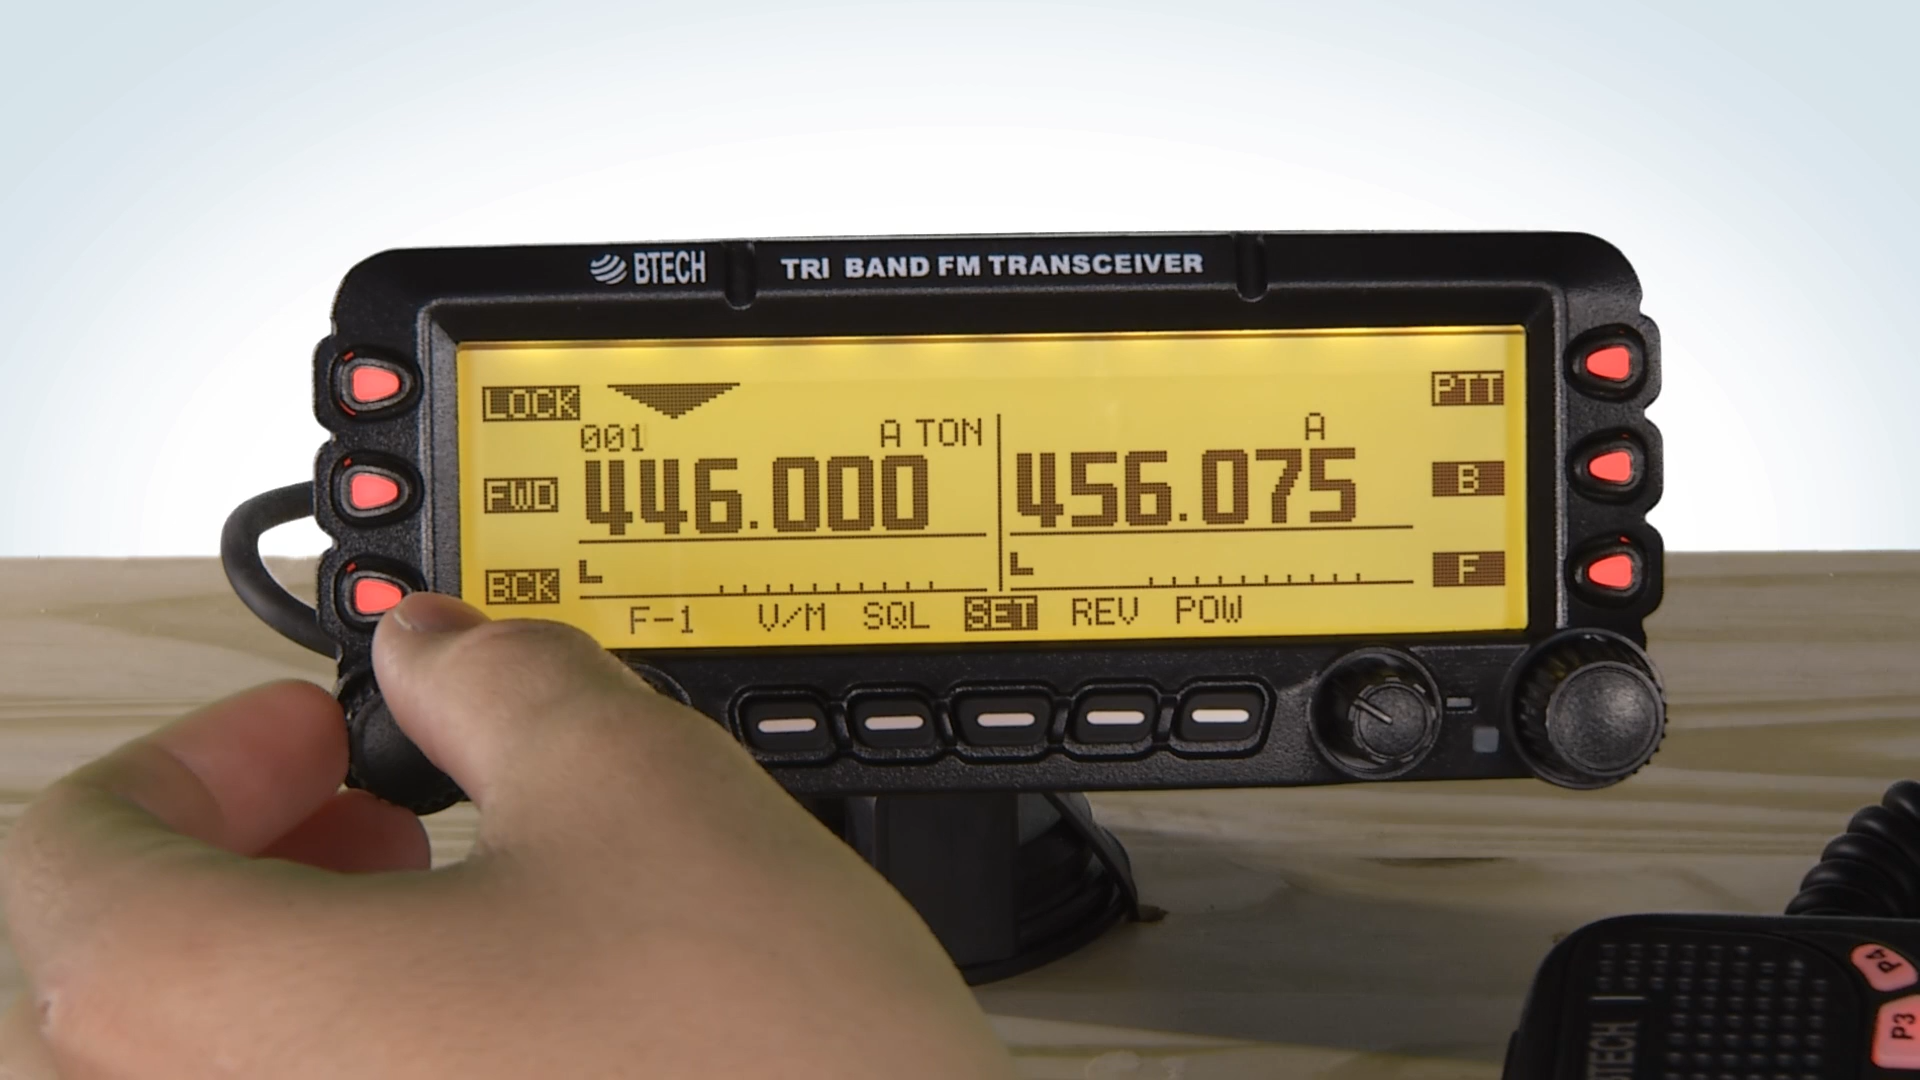 BTECH TRI BAND FM TRANSCEIVER
LOCK PTT
001 A TON A
FWD 446.000 456.075 B
BCK F
F-1 V/M SQL SET REV POW
P4
P3
BTECH